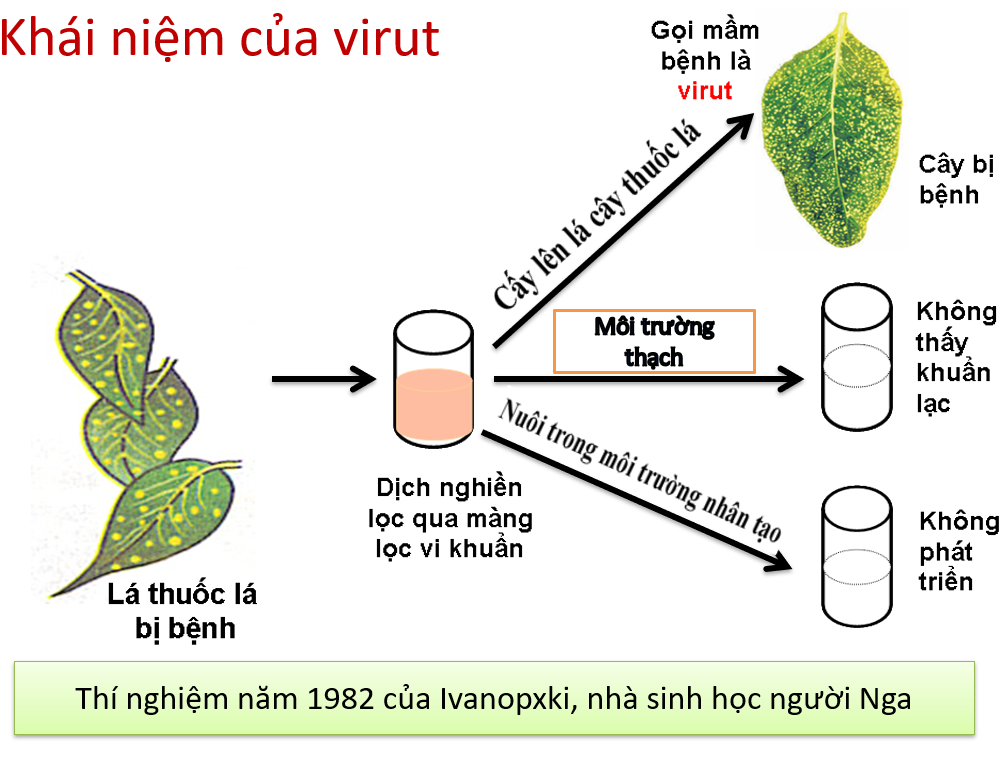 Khái niệm của virut
Gọi mầm
bệnh là
virut
Cây bị
bệnh
Cấy lên lá cây thuốc lá
Môi trường
thạch
Không
thấy
khuẩn
lạc
Nuôi trong môi trường nhân tạo
Không
phát
triển
Dịch nghiền
lọc qua màng
lọc vi khuẩn
Lá thuốc lá
bị bệnh
Thí nghiệm năm 1982 của Ivanopxki, nhà sinh học người Nga